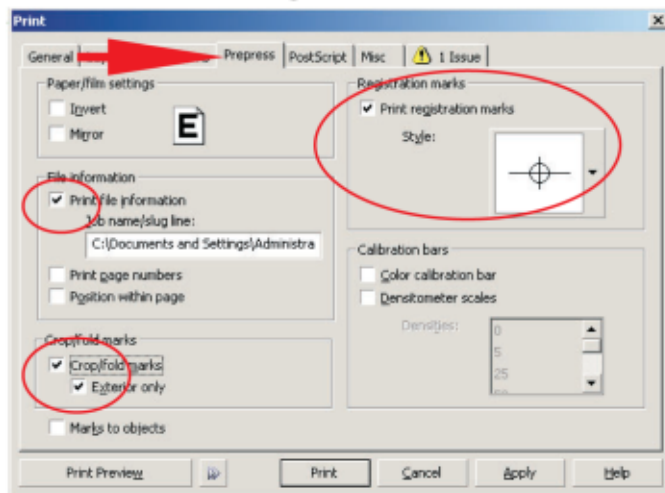 Print
General
Prepress
PostScript
Misc
1 Issue
Paper/film settings
Invert
Mirror
E
File information
Print file information
Job name/slug line:
C:\Documents and Settings\Administra
Print page numbers
Position within page
Crop/fold marks
Crop/fold marks
Exterior only
Marks to objects
Registration marks
Print registration marks
Style:
Calibration bars
Color calibration bar
Densitometer scales
Densities:
0
5
25
Print Preview
Print
Cancel
Apply
Help